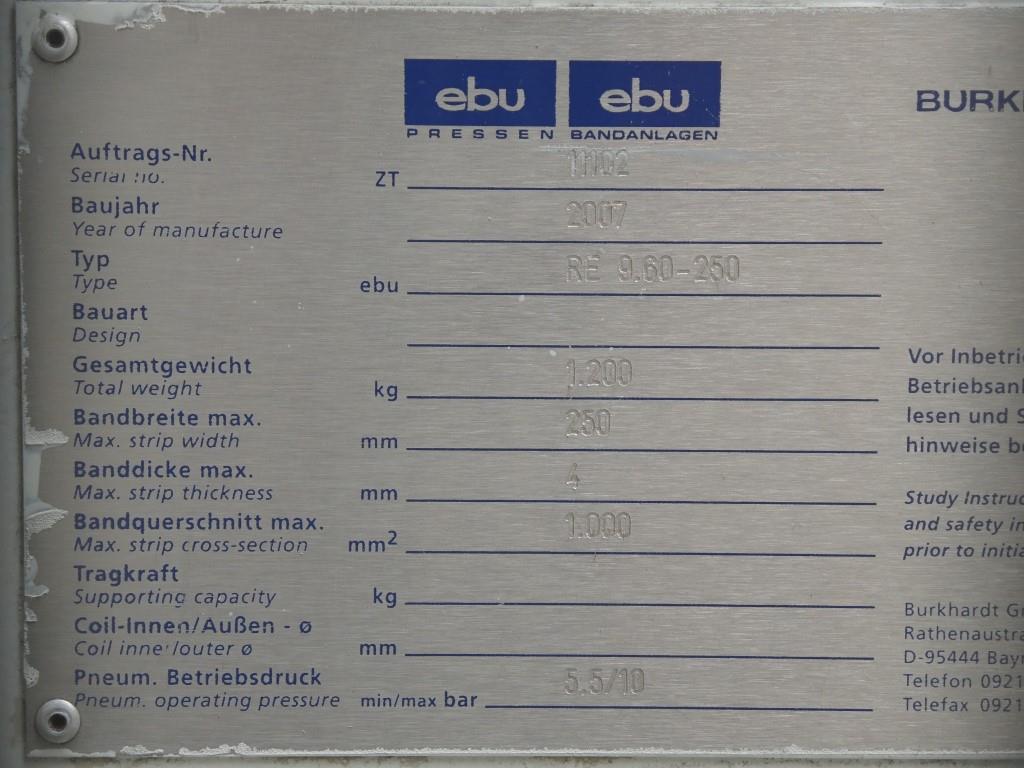 ebu ebu
PRESSEN BANDANLAGEN
BURK
Auftrags-Nr. 11102
Serial no. ZT
Baujahr 2007
Year of manufacture
Typ RE 9.60-250
Type ebu
Bauart
Design
Gesamtgewicht 1.200
Total weight kg
Bandbreite max. 250
Max. strip width mm
Banddicke max. 4
Max. strip thickness mm
Bandquerschnitt max. 1.000
Max. strip cross-section mm²
Tragkraft
Supporting capacity kg
Coil-Innen/Außen - ø
Coil inner/outer ø mm
Pneum. Betriebsdruck 5.5/10
Pneum. operating pressure min/max bar
Vor Inbetri
Betriebsan
lesen und S
hinweise b
Study Instruc
and safety in
prior to initia
Burkhardt G
Rathenaustra
D-95444 Bay
Telefon 0921
Telefax 0921